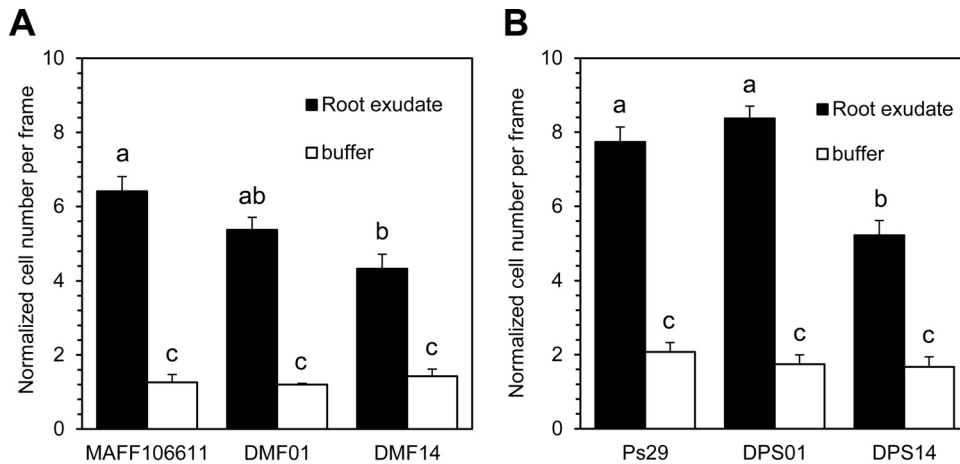 A
Normalized cell number per frame
10
8
6
4
2
0
Root exudate
buffer
a
ab
b
c
c
c
MAFF106611
DMF01
DMF14
B
Normalized cell number per frame
10
8
6
4
2
0
Root exudate
buffer
a
a
b
c
c
c
Ps29
DPS01
DPS14